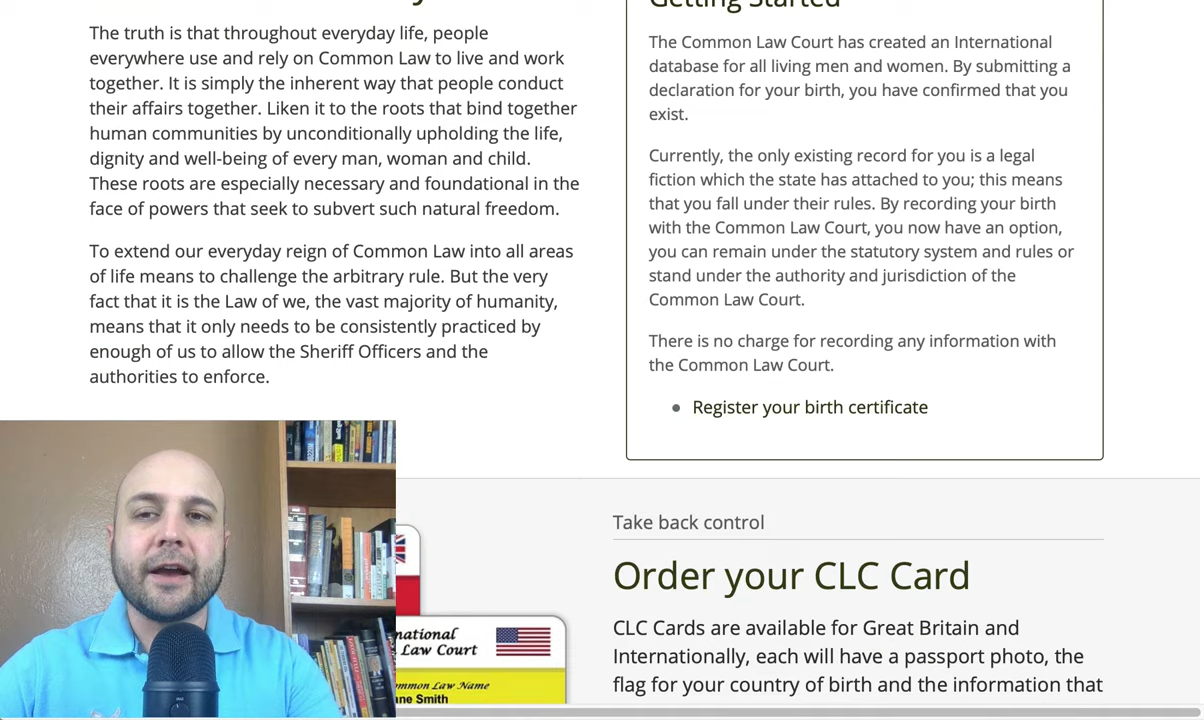 The truth is that throughout everyday life, people
everywhere use and rely on Common Law to live and work
together. It is simply the inherent way that people conduct
their affairs together. Liken it to the roots that bind together
human communities by unconditionally upholding the life,
dignity and well-being of every man, woman and child.
These roots are especially necessary and foundational in the
face of powers that seek to subvert such natural freedom.
To extend our everyday reign of Common Law into all areas
of life means to challenge the arbitrary rule. But the very
fact that it is the Law of we, the vast majority of humanity,
means that it only needs to be consistently practiced by
enough of us to allow the Sheriff Officers and the
authorities to enforce.
Getting Started
The Common Law Court has created an International
database for all living men and women. By submitting a
declaration for your birth, you have confirmed that you
exist.
Currently, the only existing record for you is a legal
fiction which the state has attached to you; this means
that you fall under their rules. By recording your birth
with the Common Law Court, you now have an option,
you can remain under the statutory system and rules or
stand under the authority and jurisdiction of the
Common Law Court.
There is no charge for recording any information with
the Common Law Court.
• Register your birth certificate
Take back control
Order your CLC Card
CLC Cards are available for Great Britain and
Internationally, each will have a passport photo, the
flag for your country of birth and the information that
national
Law Court
mmon Law Name
ne Smith